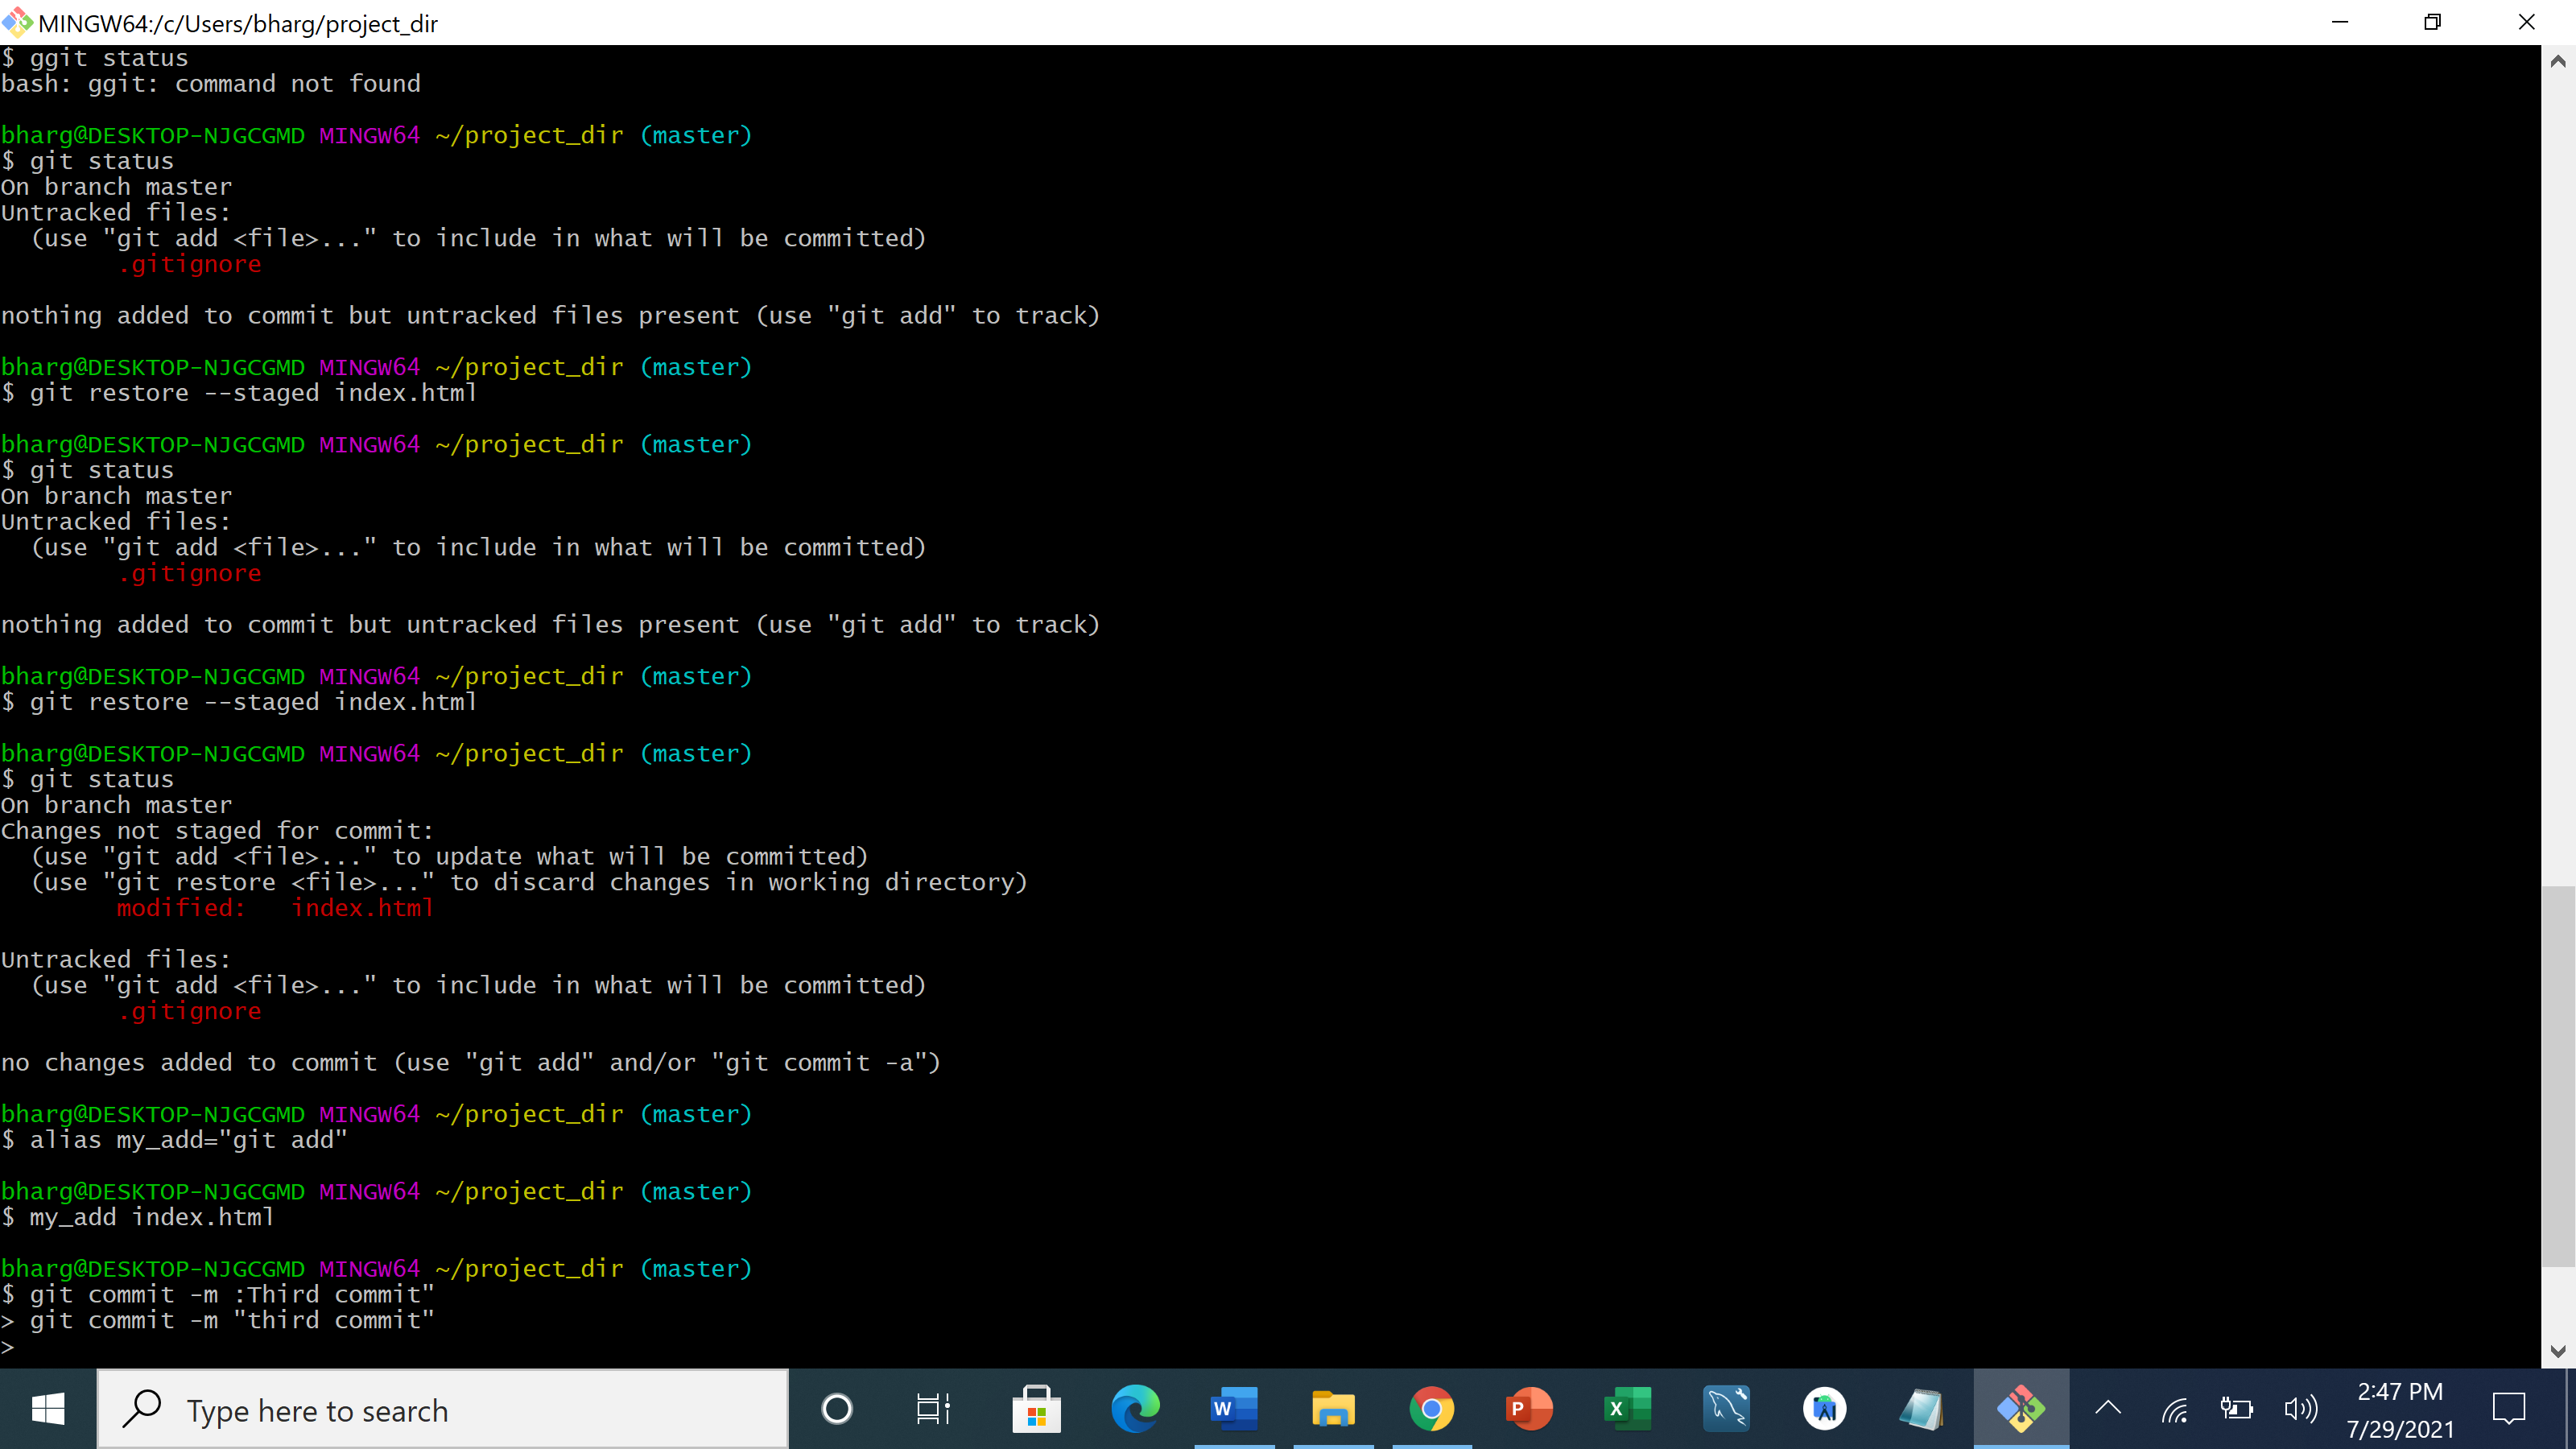 MINGW64:/c/Users/bharg/project_dir
$ ggit status
bash: ggit: command not found
bharg@DESKTOP-NJGCGMD MINGW64 ~/project_dir (master)
$ git status
On branch master
Untracked files:
  (use "git add <file>..." to include in what will be committed)
        .gitignore
nothing added to commit but untracked files present (use "git add" to track)
bharg@DESKTOP-NJGCGMD MINGW64 ~/project_dir (master)
$ git restore --staged index.html
bharg@DESKTOP-NJGCGMD MINGW64 ~/project_dir (master)
$ git status
On branch master
Untracked files:
  (use "git add <file>..." to include in what will be committed)
        .gitignore
nothing added to commit but untracked files present (use "git add" to track)
bharg@DESKTOP-NJGCGMD MINGW64 ~/project_dir (master)
$ git restore --staged index.html
bharg@DESKTOP-NJGCGMD MINGW64 ~/project_dir (master)
$ git status
On branch master
Changes not staged for commit:
  (use "git add <file>..." to update what will be committed)
  (use "git restore <file>..." to discard changes in working directory)
        modified:   index.html
Untracked files:
  (use "git add <file>..." to include in what will be committed)
        .gitignore
no changes added to commit (use "git add" and/or "git commit -a")
bharg@DESKTOP-NJGCGMD MINGW64 ~/project_dir (master)
$ alias my_add="git add"
bharg@DESKTOP-NJGCGMD MINGW64 ~/project_dir (master)
$ my_add index.html
bharg@DESKTOP-NJGCGMD MINGW64 ~/project_dir (master)
$ git commit -m :Third commit"
> git commit -m "third commit"
>
Type here to search
W
P
X
2:47 PM
7/29/2021